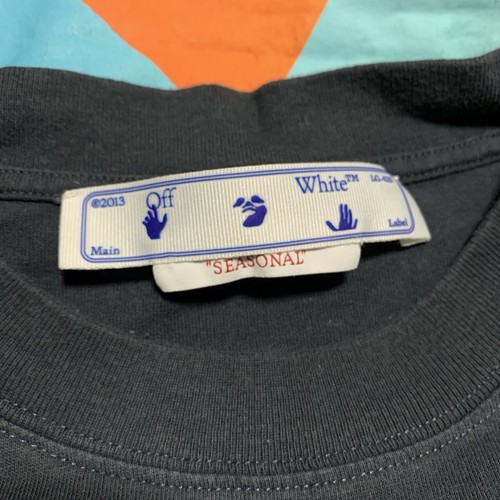 ©2013 Off White™
Main Label
"SEASONAL"